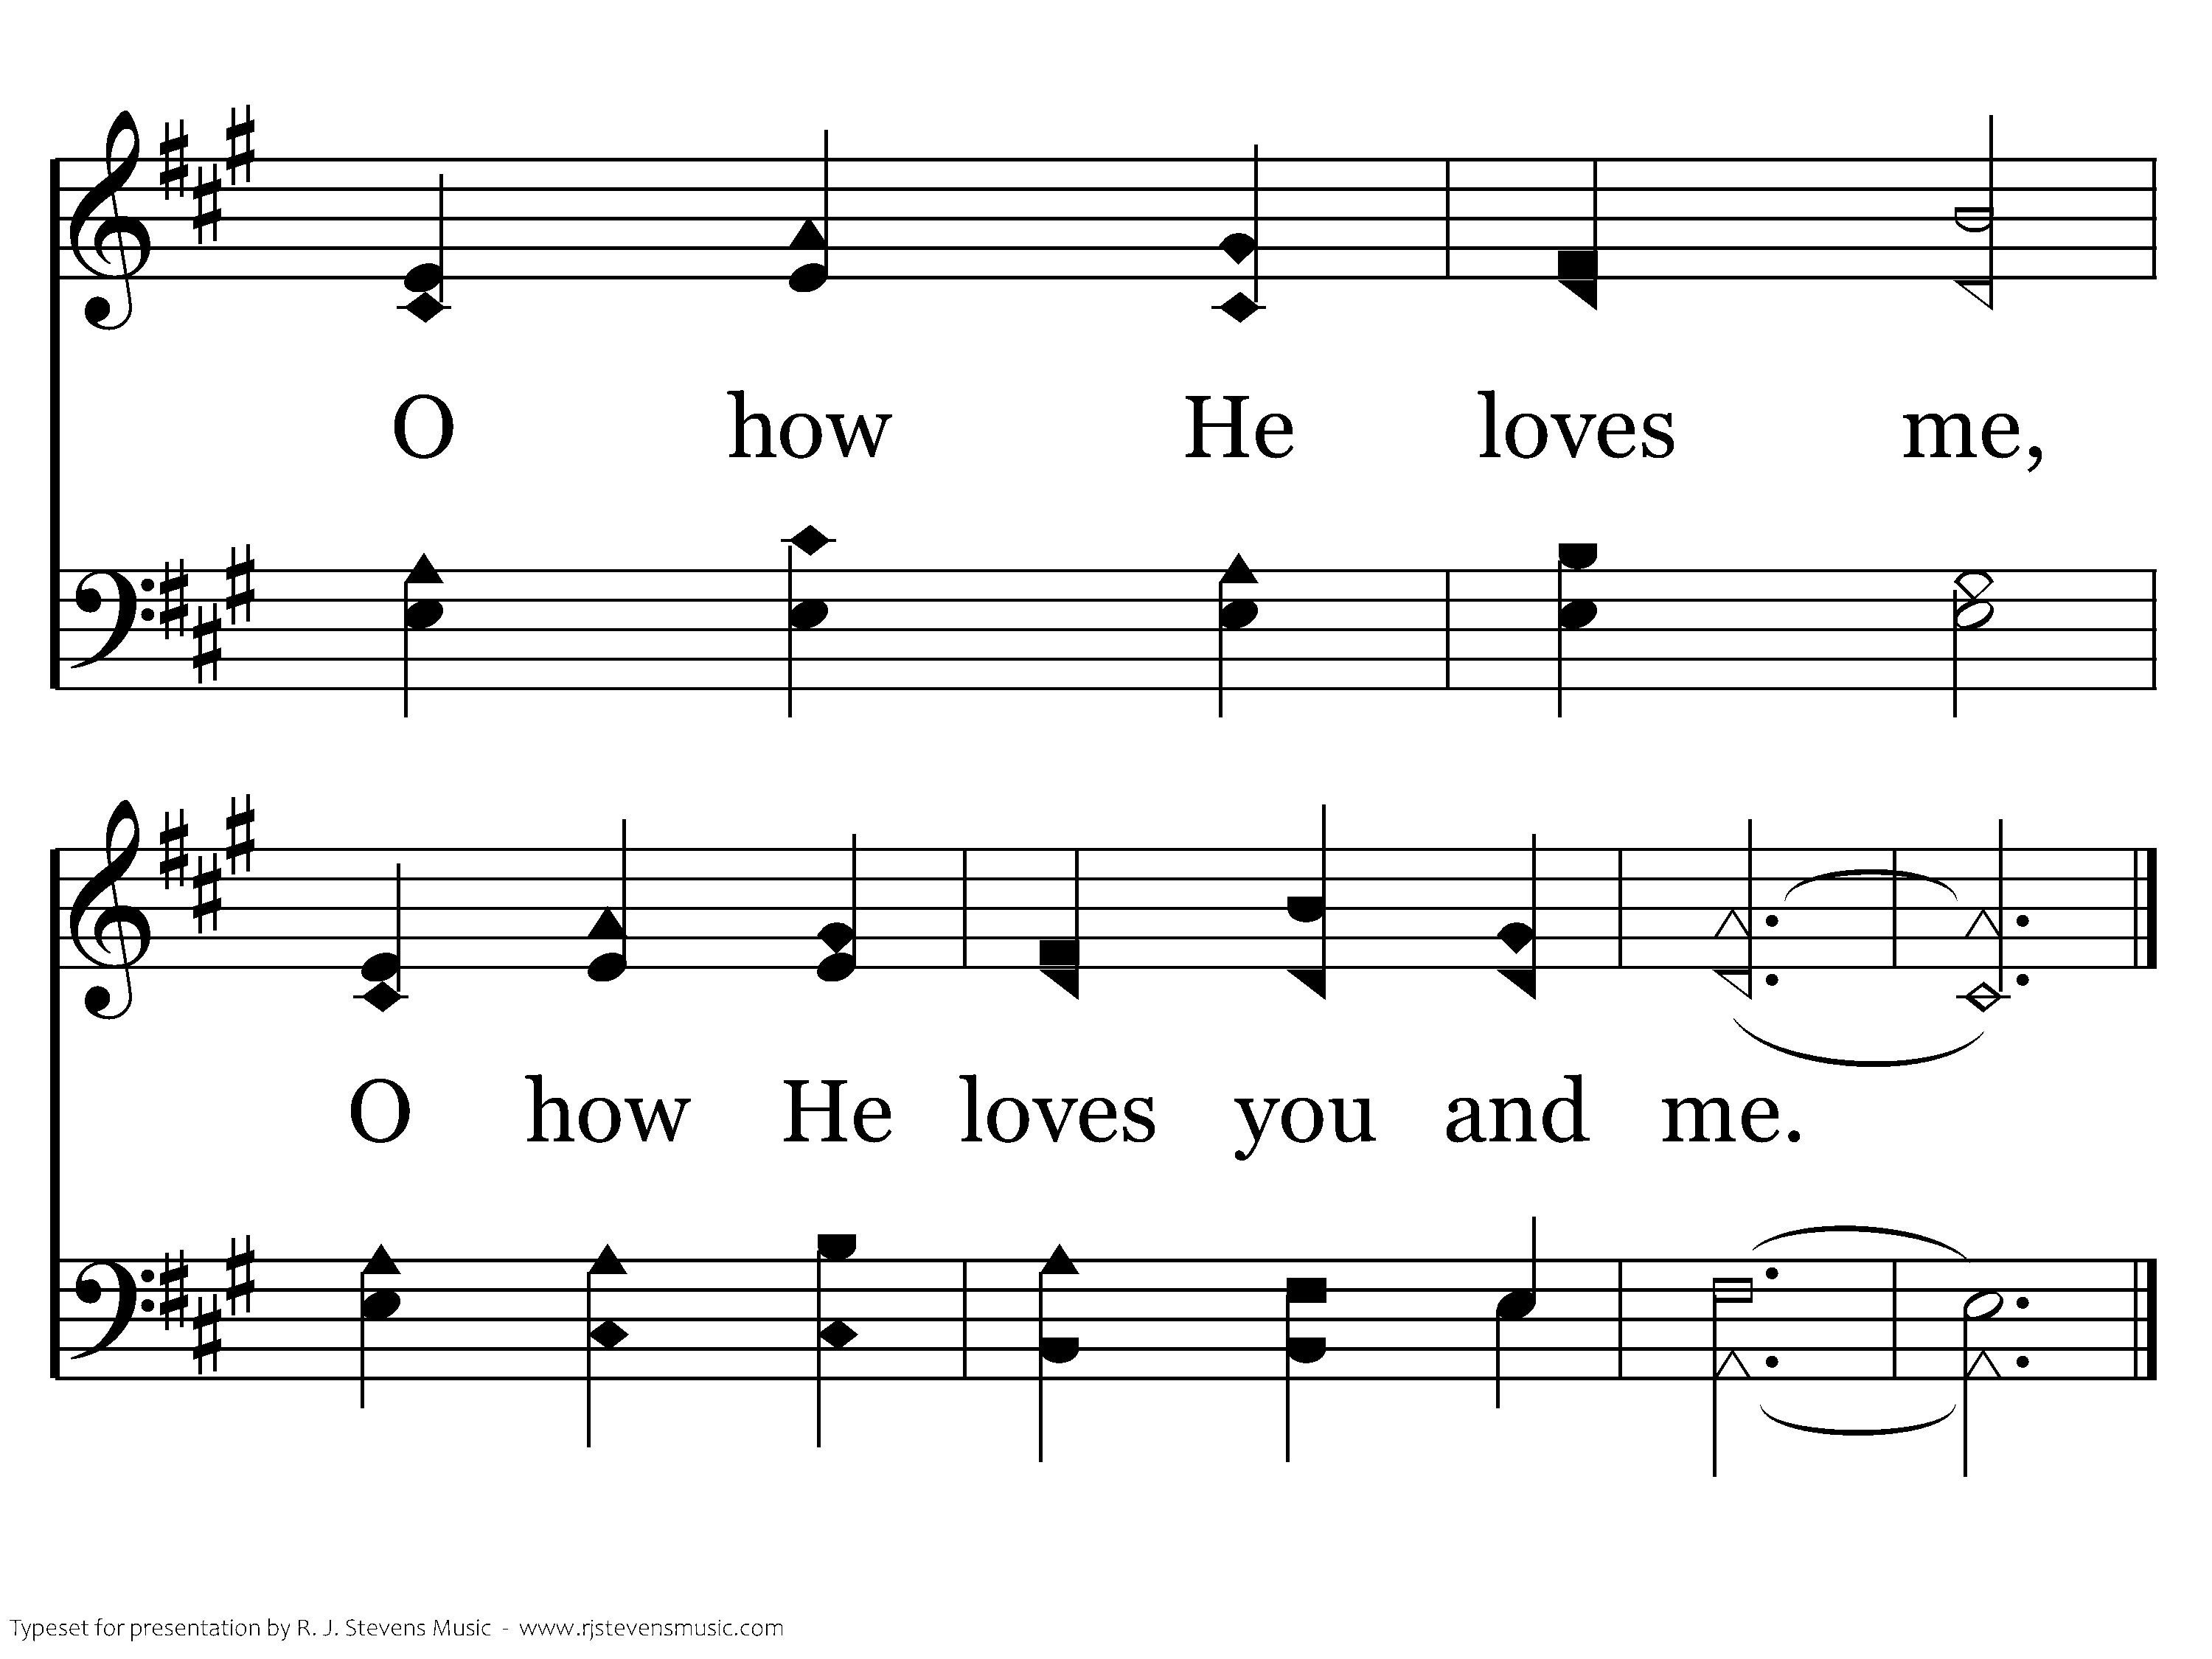 O how He loves me,
O how He loves you and me.
Typeset for presentation by R. J. Stevens Music - www.rjstevensmusic.com